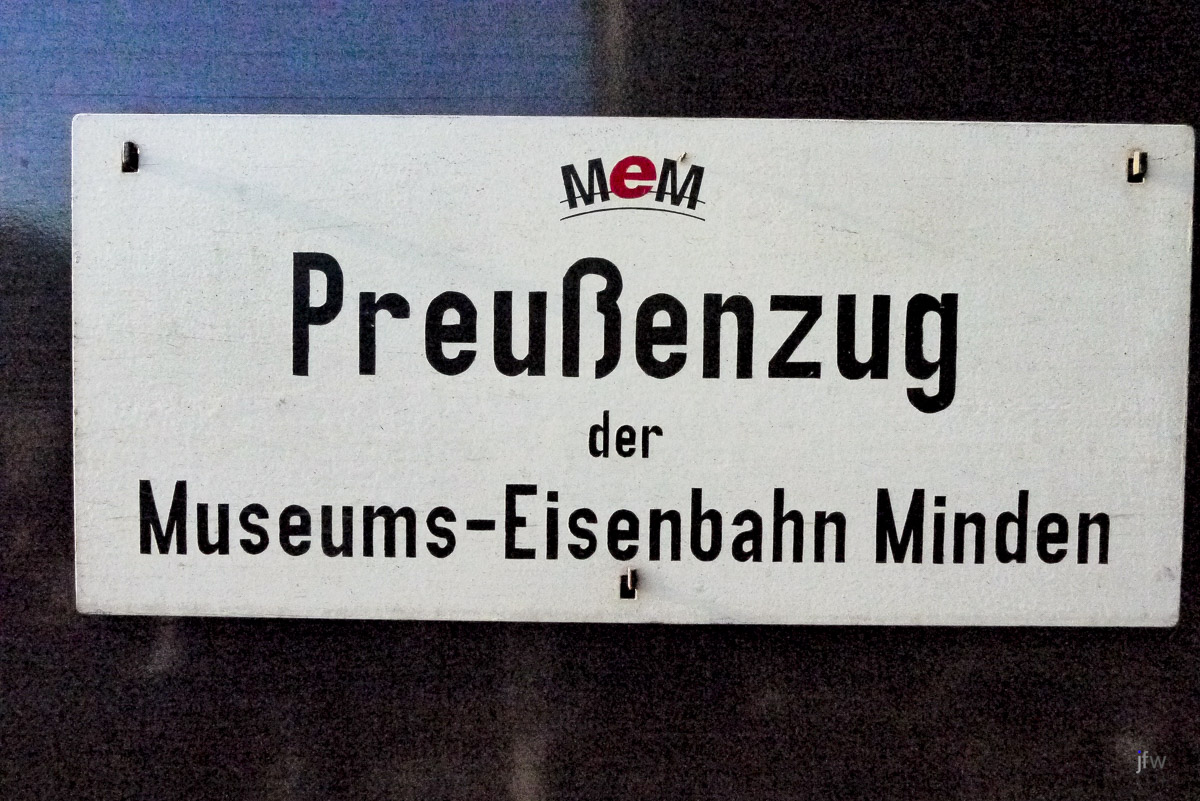 MeM
Preußenzug
der
Museums-Eisenbahn Minden
jfw